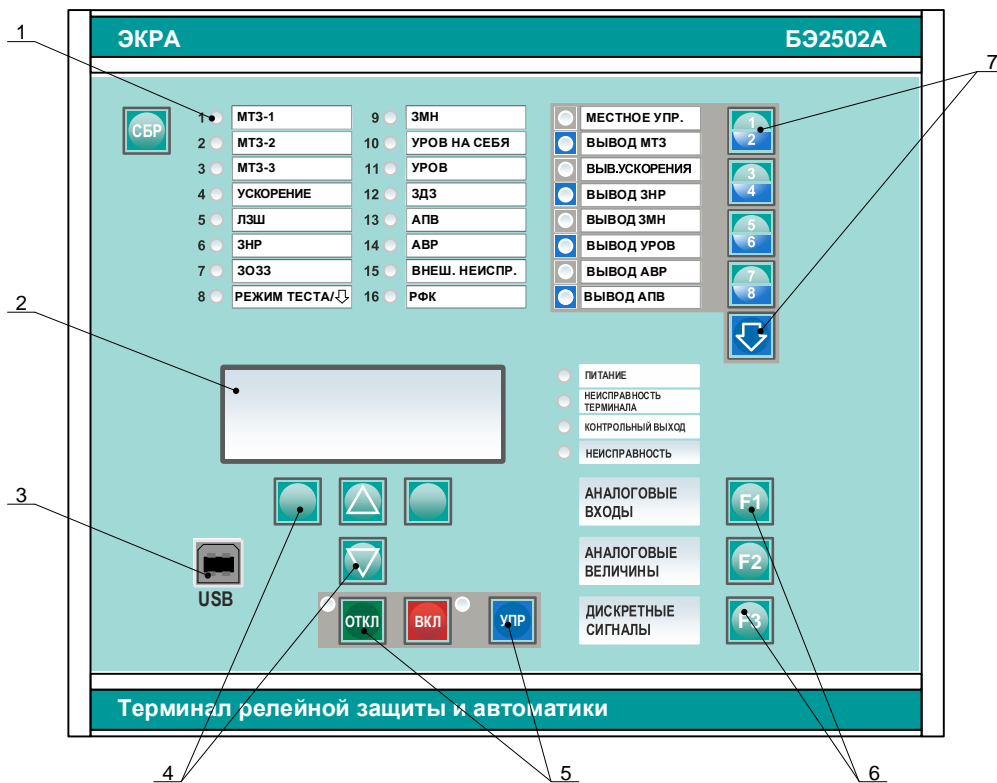 ЭКРА БЭ2502А
1
7
СБР
1 МТЗ-1
2 МТЗ-2
3 МТЗ-3
4 УСКОРЕНИЕ
5 ЛЗШ
6 ЗНР
7 ЗОЗЗ
8 РЕЖИМ ТЕСТА/
9 ЗМН
10 УРОВ НА СЕБЯ
11 УРОВ
12 ЗДЗ
13 АПВ
14 АВР
15 ВНЕШ. НЕИСПР.
16 РФК
МЕСТНОЕ УПР.
ВЫВОД МТЗ
ВЫВ.УСКОРЕНИЯ
ВЫВОД ЗНР
ВЫВОД ЗМН
ВЫВОД УРОВ
ВЫВОД АВР
ВЫВОД АПВ
1
2
3
4
5
6
7
8
2
ПИТАНИЕ
НЕИСПРАВНОСТЬ
ТЕРМИНАЛА
КОНТРОЛЬНЫЙ ВЫХОД
НЕИСПРАВНОСТЬ
3
USB
АНАЛОГОВЫЕ
ВХОДЫ
F1
АНАЛОГОВЫЕ
ВЕЛИЧИНЫ
F2
ДИСКРЕТНЫЕ
СИГНАЛЫ
F3
ОТКЛ ВКЛ УПР
Терминал релейной защиты и автоматики
4
5
6